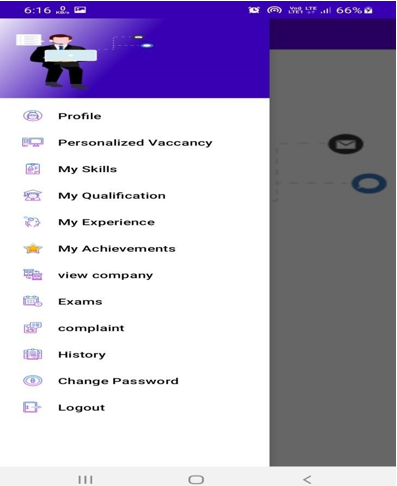 6:16 0 KB/s Vo)) LTE LTE1 66%
Profile
Personalized Vaccancy
My Skills
My Qualification
My Experience
My Achievements
view company
Exams
complaint
History
Change Password
Logout